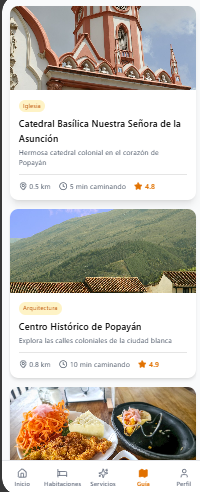 Iglesia
Catedral Basílica Nuestra Señora de la
Asunción
Hermosa catedral colonial en el corazón de
Popayán
0.5 km 5 min caminando 4.8
Arquitectura
Centro Histórico de Popayán
Explora las calles coloniales de la ciudad blanca
0.8 km 10 min caminando 4.9
Inicio Habitaciones Servicios Guía Perfil